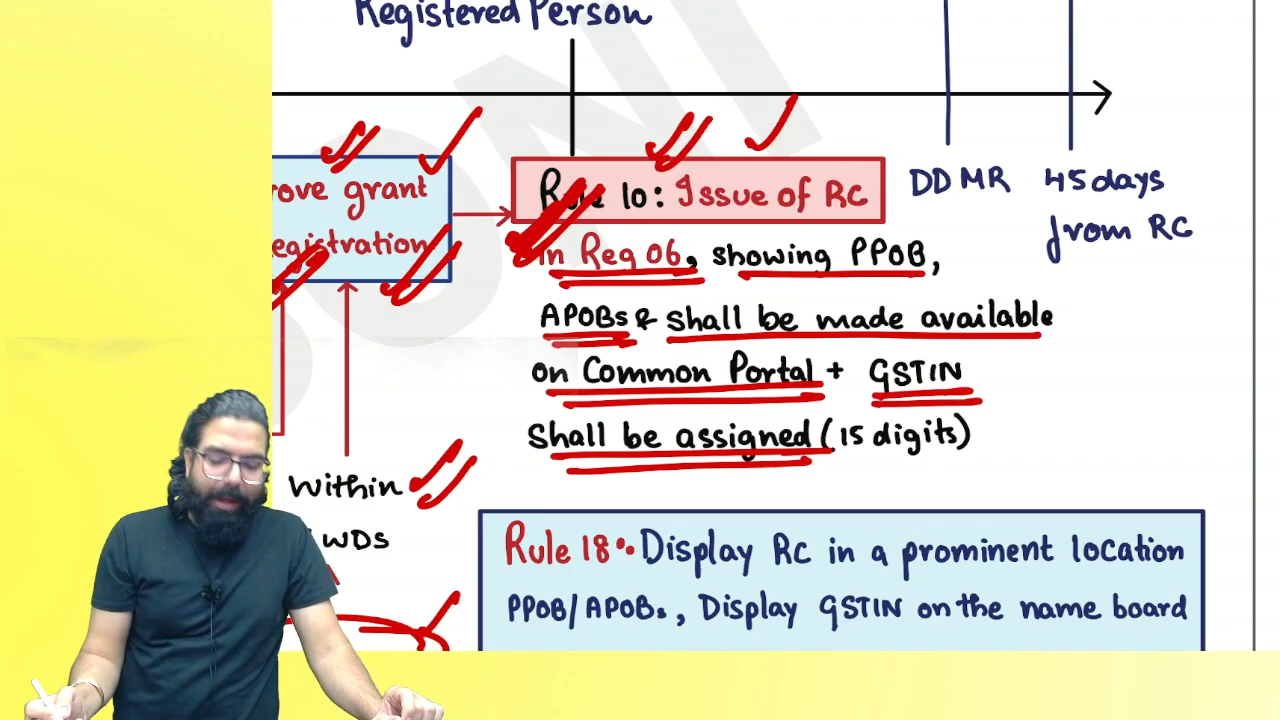 Registered Person
rove grant
egistration
Rule 10: Issue of RC
In Reg 06, showing PPOB,
APOBs & shall be made available
on Common Portal + GSTIN
Shall be assigned (15 digits)
DDMR
45 days
from RC
Within
WDs
Rule 18: Display RC in a prominent location
PPOB/APOBs, Display GSTIN on the name board